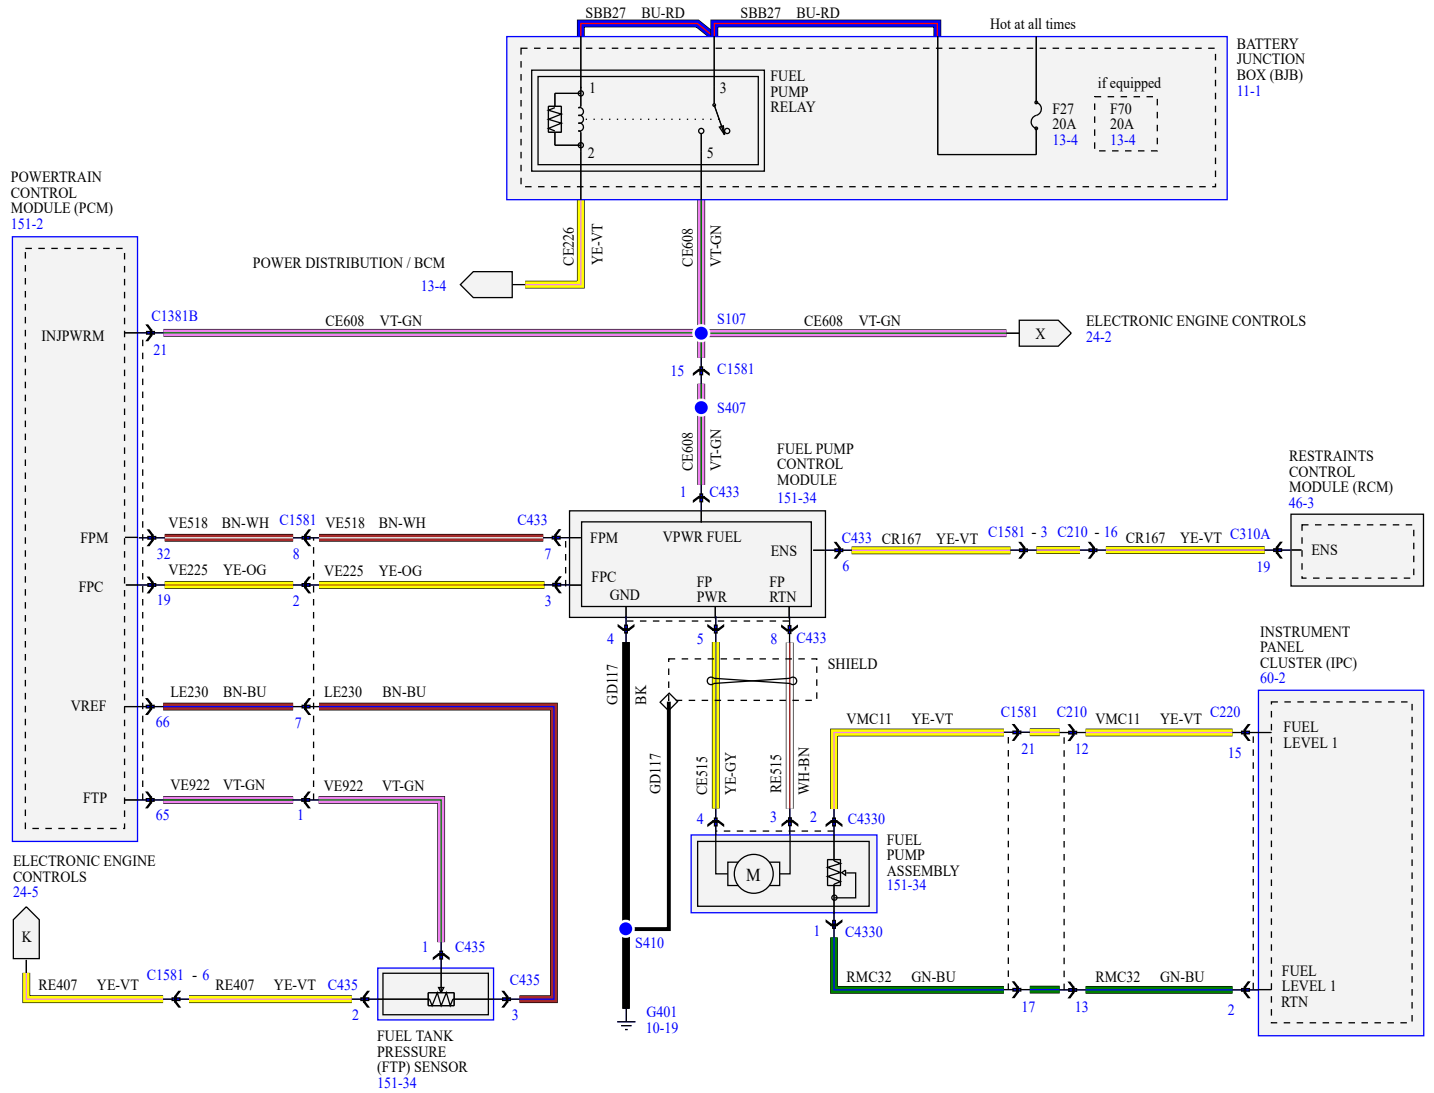 SBB27 BU-RD
SBB27 BU-RD
Hot at all times
BATTERY
JUNCTION
BOX (BJB)
11-1
FUEL
PUMP
RELAY
1
3
2
5
if equipped
F27
20A
13-4
F70
20A
13-4
POWERTRAIN
CONTROL
MODULE (PCM)
151-2
CE226
YE-VT
CE608
VT-GN
POWER DISTRIBUTION / BCM
13-4
INJPWRM
C1381B
21
CE608 VT-GN
S107
CE608 VT-GN
X
ELECTRONIC ENGINE CONTROLS
24-2
15
C1581
S407
CE608
VT-GN
1
C433
FUEL PUMP
CONTROL
MODULE
151-34
RESTRAINTS
CONTROL
MODULE (RCM)
46-3
FPM
VE518 BN-WH
32
C1581
8
VE518 BN-WH
C433
7
FPM
VPWR FUEL
ENS
C433
6
CR167 YE-VT
C1581 - 3
C210 - 16
CR167 YE-VT
C310A
19
ENS
FPC
VE225 YE-OG
19
2
VE225 YE-OG
3
FPC
GND
FP
PWR
FP
RTN
4
5
8
C433
GD117
BK
SHIELD
GD117
CE515
YE-GY
RE515
WH-BN
INSTRUMENT
PANEL
CLUSTER (IPC)
60-2
VREF
LE230 BN-BU
66
7
LE230 BN-BU
FTP
VE922 VT-GN
65
1
VE922 VT-GN
VMC11 YE-VT
C1581
21
C210
12
VMC11 YE-VT
C220
15
FUEL
LEVEL 1
4
3
2
C4330
M
FUEL
PUMP
ASSEMBLY
151-34
1
C4330
ELECTRONIC ENGINE
CONTROLS
24-5
K
RE407 YE-VT
C1581 - 6
RE407 YE-VT
C435
2
1
C435
C435
3
FUEL TANK
PRESSURE
(FTP) SENSOR
151-34
S410
G401
10-19
RMC32 GN-BU
17
13
RMC32 GN-BU
2
FUEL
LEVEL 1
RTN